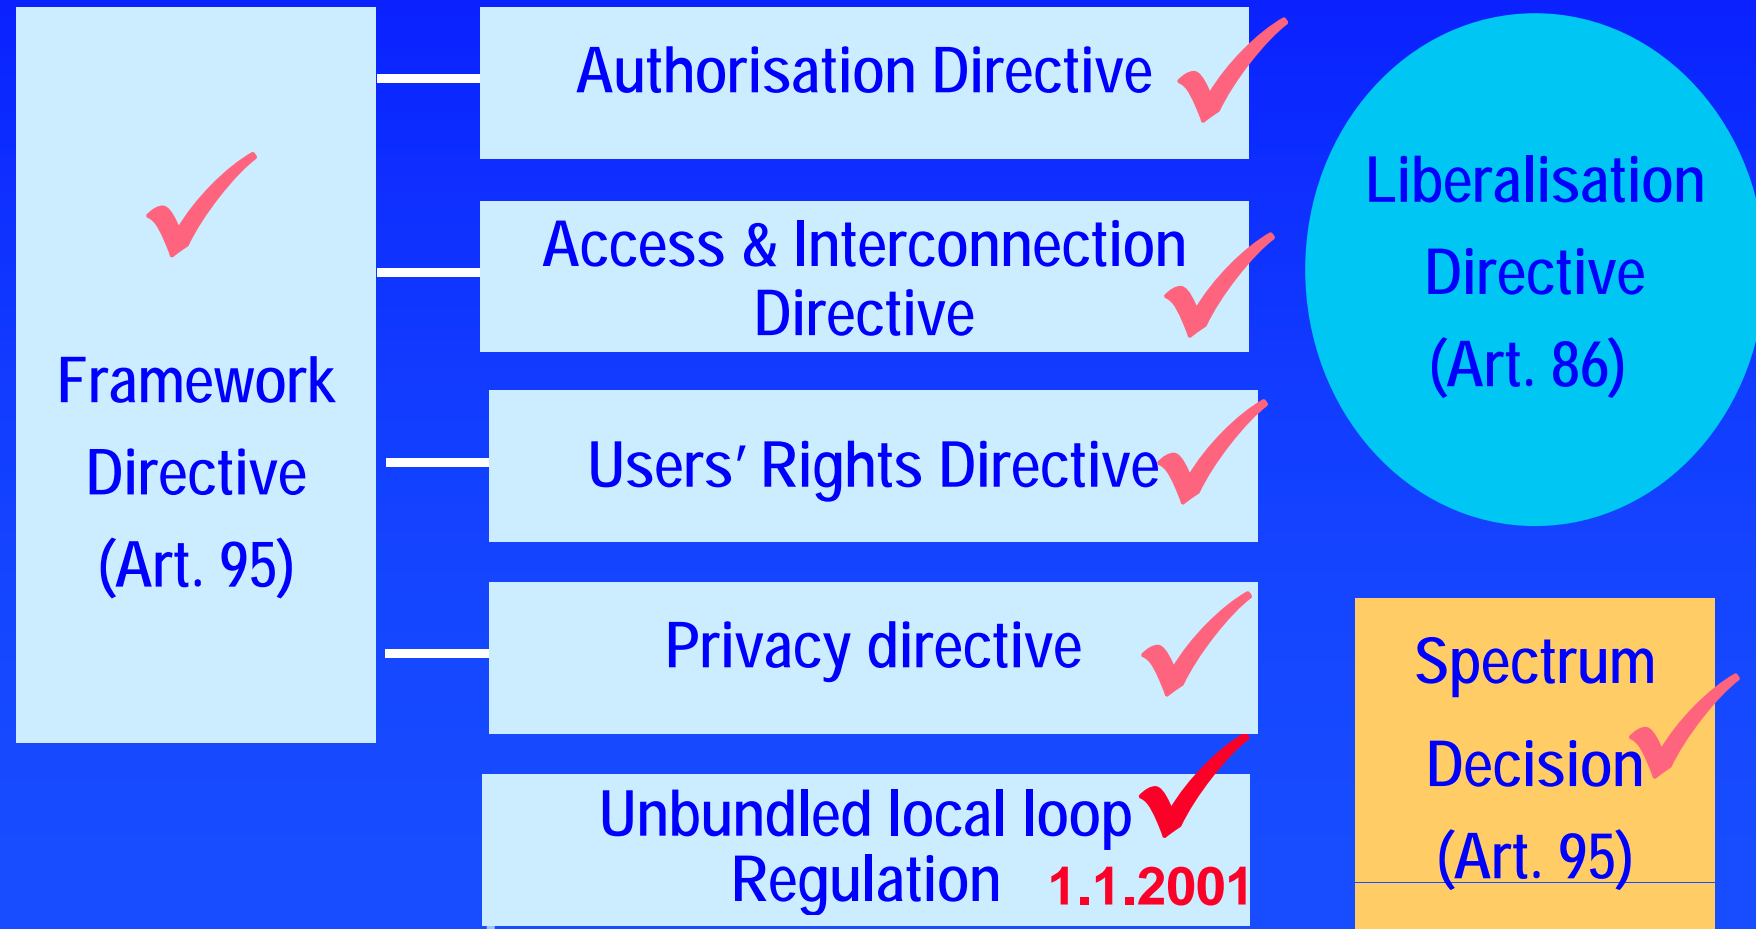 Framework
Directive
(Art. 95)
Authorisation Directive
Access & Interconnection
Directive
Users’ Rights Directive
Privacy directive
Unbundled local loop
Regulation 1.1.2001
Liberalisation
Directive
(Art. 86)
Spectrum
Decision
(Art. 95)